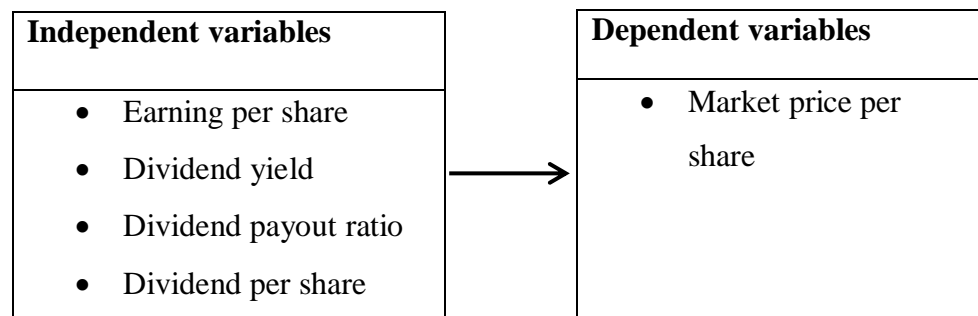 Independent variables
• Earning per share
• Dividend yield
• Dividend payout ratio
• Dividend per share
Dependent variables
• Market price per
share